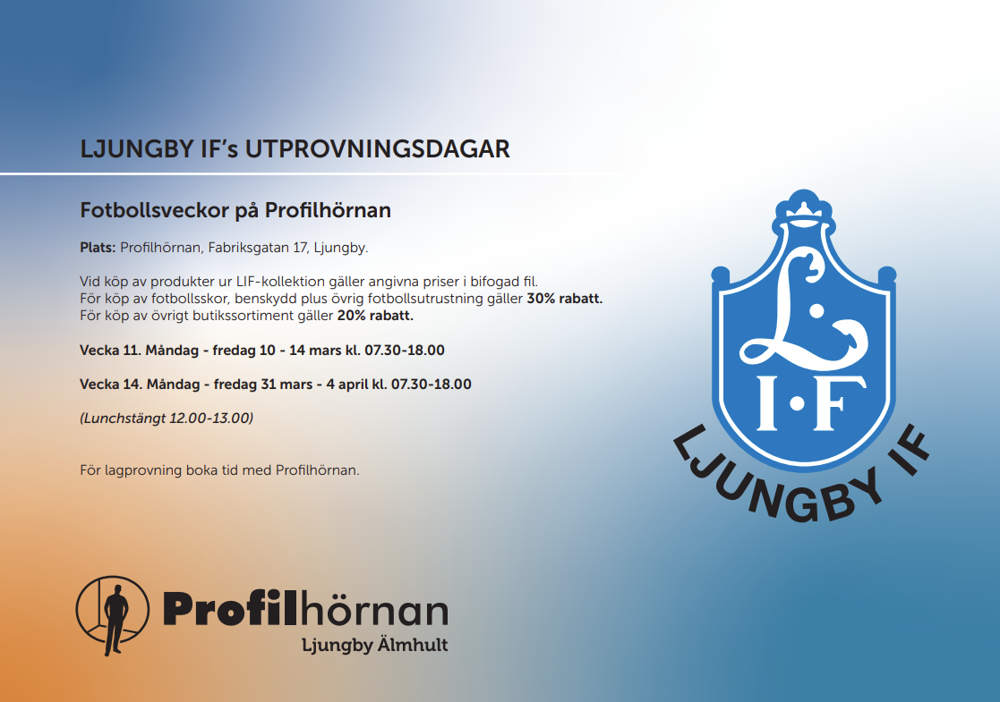 LJUNGBY IF’s UTPROVNINGSDAGAR
Fotbollsveckor på Profilhörnan
Plats: Profilhörnan, Fabriksgatan 17, Ljungby.
Vid köp av produkter ur LIF-kollektion gäller angivna priser i bifogad fil.
För köp av fotbollsskor, benskydd plus övrig fotbollsutrustning gäller 30% rabatt.
För köp av övrigt butikssortiment gäller 20% rabatt.
Vecka 11. Måndag - fredag 10 - 14 mars kl. 07.30-18.00
Vecka 14. Måndag - fredag 31 mars - 4 april kl. 07.30-18.00
(Lunchstängt 12.00-13.00)
För lagprovning boka tid med Profilhörnan.
L.
I·F
LJUNGBY IF
Profilhörnan
Ljungby Älmhult